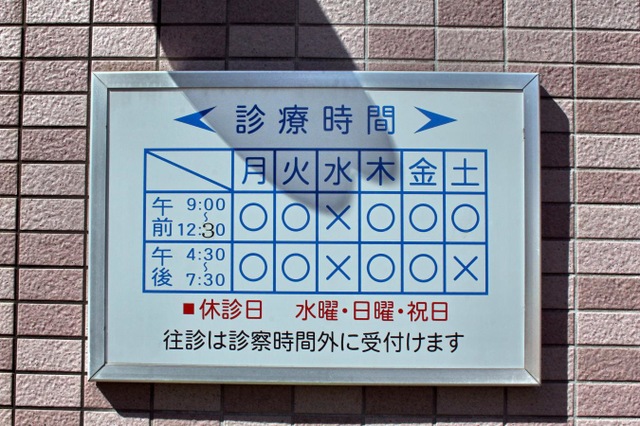 診療時間
月 火 水 木 金 土
午前 9:00〜12:30 ○ ○ × ○ ○ ○
午後 4:30〜7:30 ○ ○ × ○ ○ ×
■休診日 水曜・日曜・祝日
往診は診察時間外に受付けます